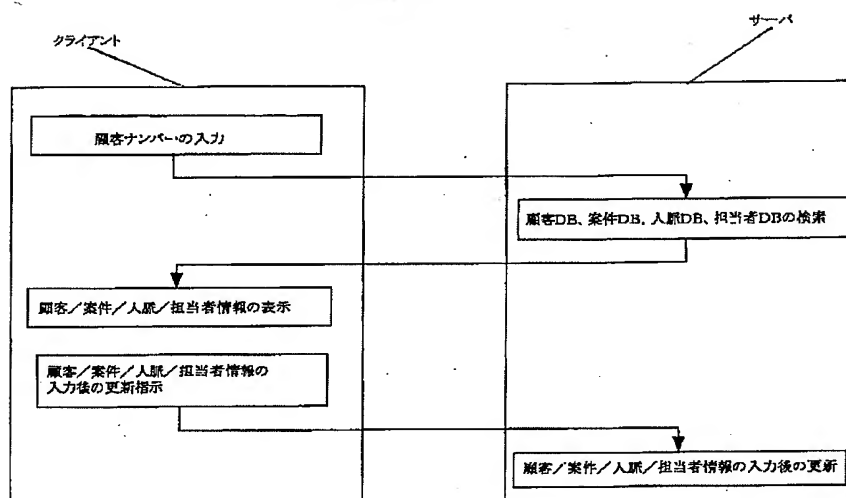 クライアント
サーバ
顧客ナンバーの入力
顧客DB、案件DB、人脈DB、担当者DBの検索
顧客/案件/人脈/担当者情報の表示
顧客/案件/人脈/担当者情報の
入力後の更新指示
顧客/案件/人脈/担当者情報の入力後の更新